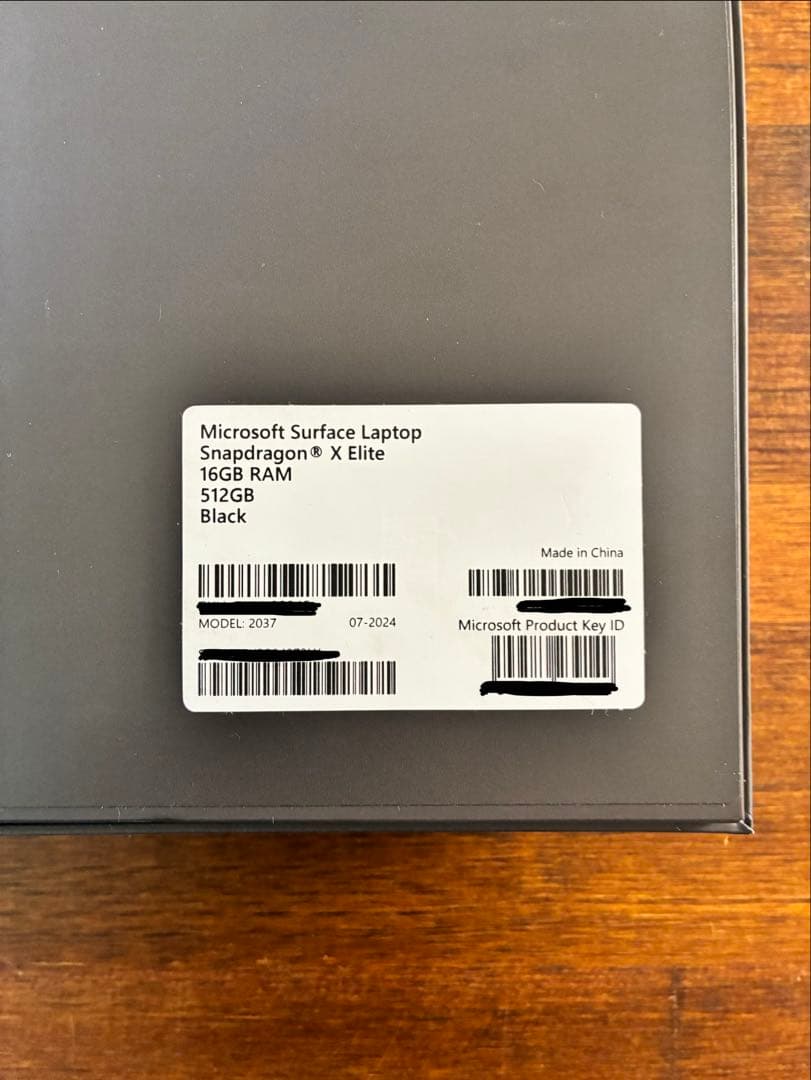 Microsoft Surface Laptop
Snapdragon® X Elite
16GB RAM
512GB
Black
Made in China
MODEL: 2037 07-2024
Microsoft Product Key ID